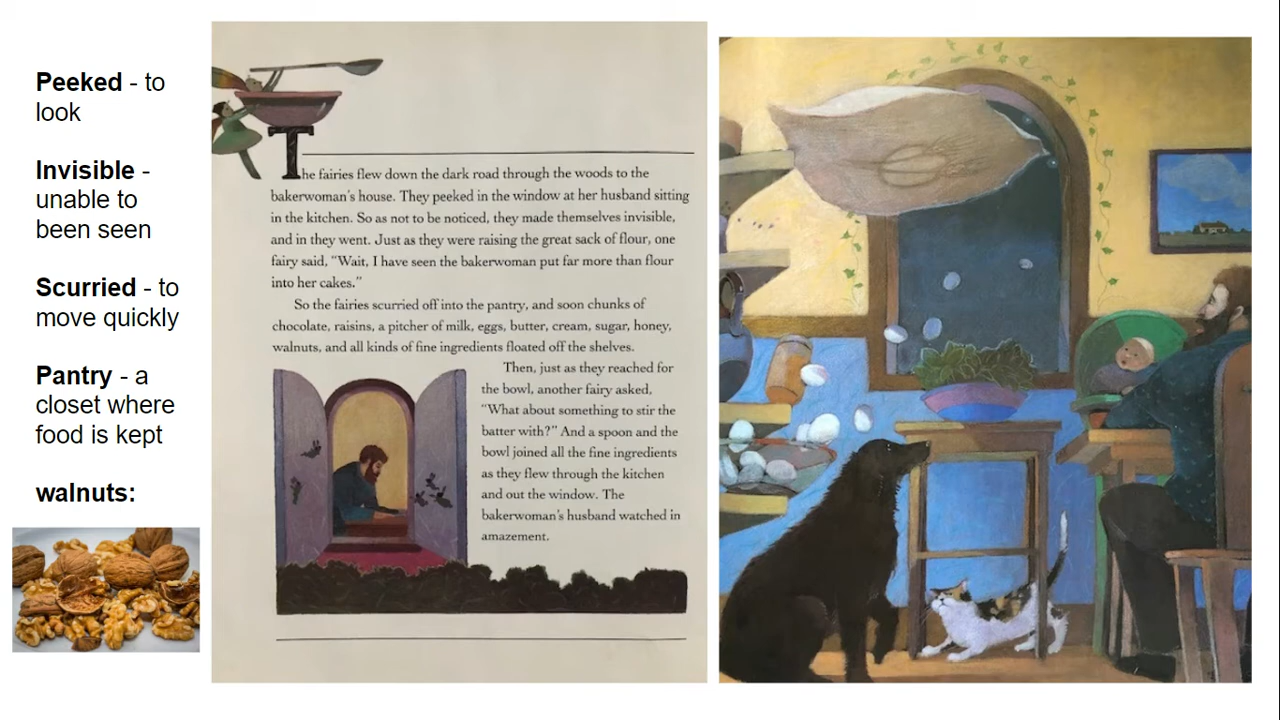 Peeked - to
look
Invisible -
unable to
been seen
Scurried - to
move quickly
Pantry - a
closet where
food is kept
walnuts:
The fairies flew down the dark road through the woods to the
bakerwoman's house. They peeked in the window at her husband sitting
in the kitchen. So as not to be noticed, they made themselves invisible,
and in they went. Just as they were raising the great sack of flour, one
fairy said, "Wait, I have seen the bakerwoman put far more than flour
into her cakes."
So the fairies scurried off into the pantry, and soon chunks of
chocolate, raisins, a pitcher of milk, eggs, butter, cream, sugar, honey,
walnuts, and all kinds of fine ingredients floated off the shelves.
Then, just as they reached for
the bowl, another fairy asked,
"What about something to stir the
batter with?" And a spoon and the
bowl joined all the fine ingredients
as they flew through the kitchen
and out the window. The
bakerwoman's husband watched in
amazement.